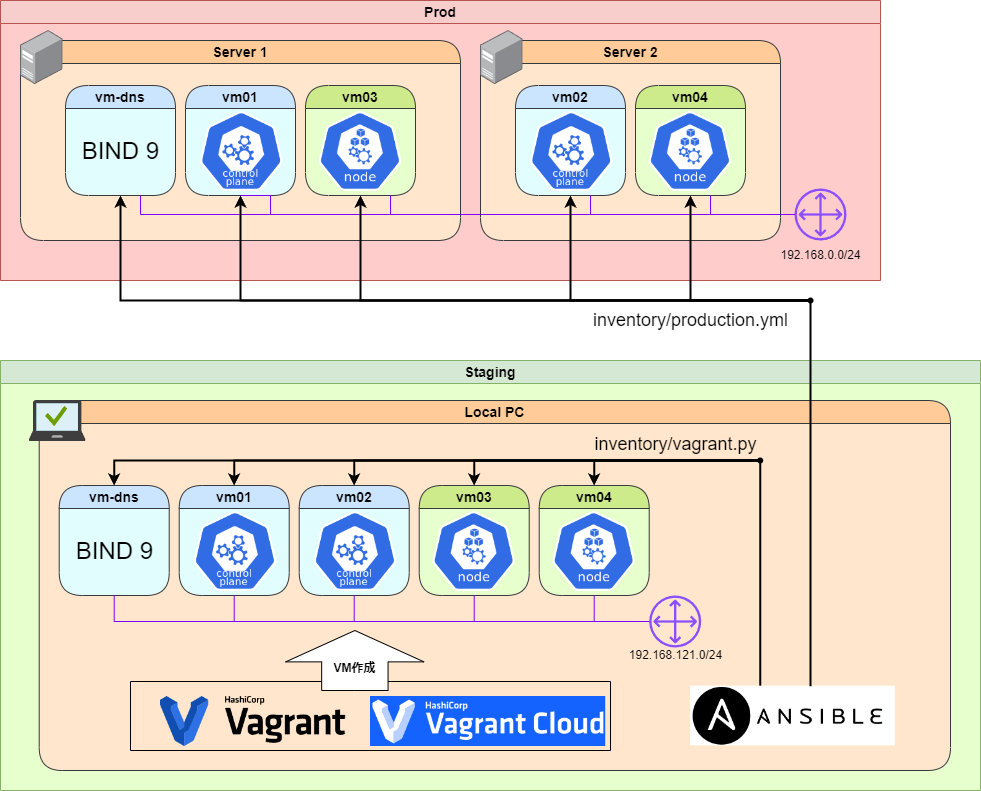 Prod
Server 1
Server 2
vm-dns
vm01
vm03
vm02
vm04
BIND 9
control
plane
node
control
plane
node
192.168.0.0/24
inventory/production.yml
Staging
Local PC
inventory/vagrant.py
vm-dns
vm01
vm02
vm03
vm04
BIND 9
control
plane
control
plane
node
node
192.168.121.0/24
VM作成
HashiCorp
Vagrant
HashiCorp
Vagrant Cloud
A ANSIBLE